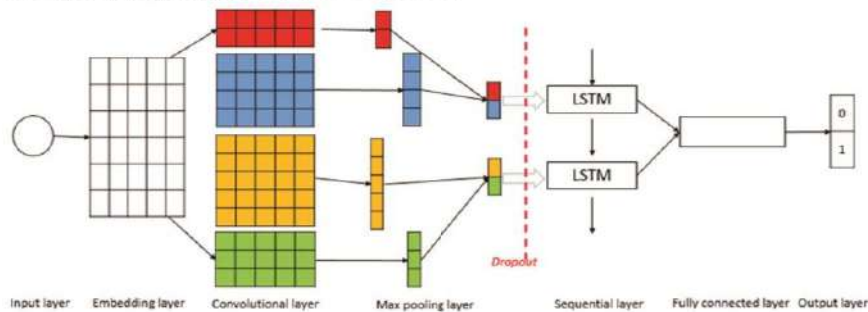 LSTM
0
1
LSTM
Dropout
Input layer
Embedding layer
Convolutional layer
Max pooling layer
Sequential layer
Fully connected layer
Output layer